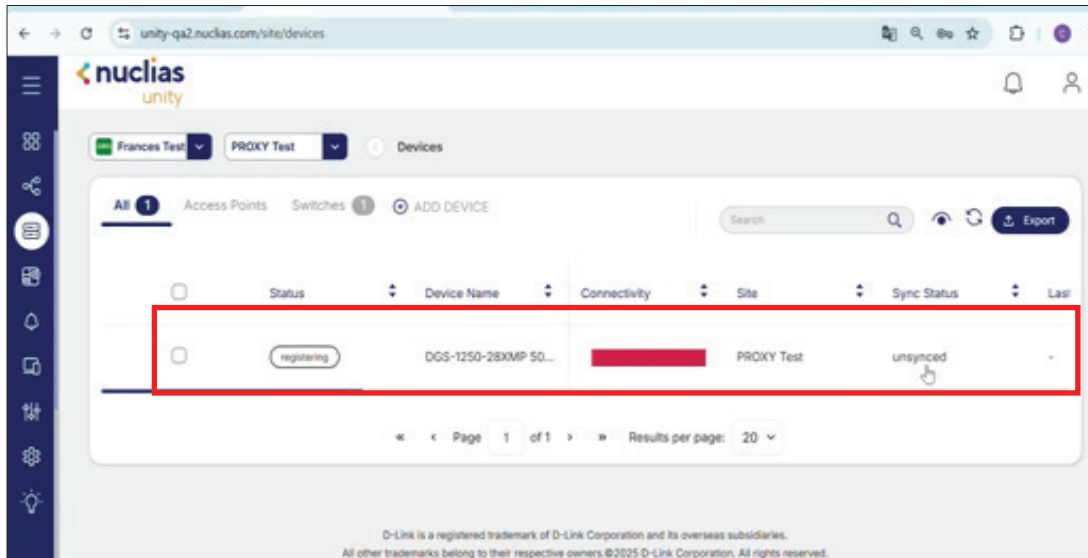 unity-qa2.nuclias.com/site/devices
nuclias
unity
Frances Test PROXY Test Devices
All 1 Access Points Switches 1 ADD DEVICE Search Export
Status Device Name Connectivity Site Sync Status Last
registering DGS-1250-28XMP 50... PROXY Test unsynced -
« ‹ Page 1 of 1 › » Results per page: 20
D-Link is a registered trademark of D-Link Corporation and its overseas subsidiaries.
All other trademarks belong to their respective owners.©2025 D-Link Corporation. All rights reserved.